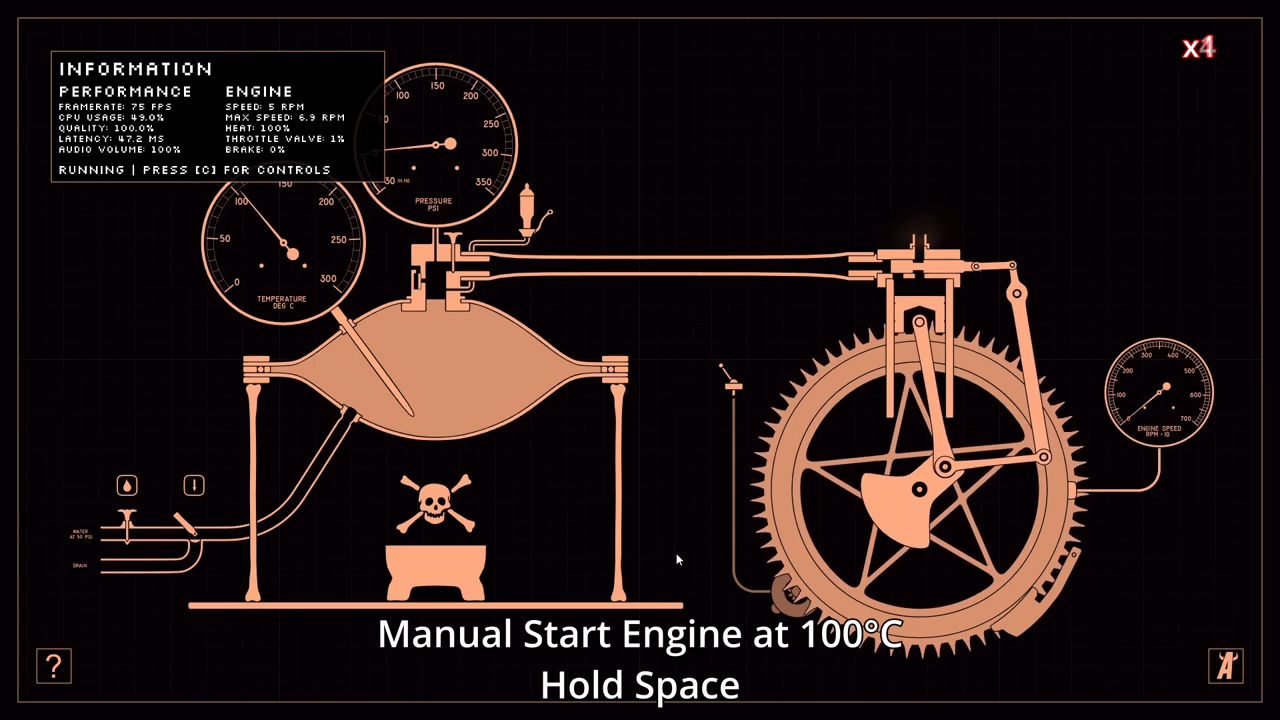 x4
INFORMATION
PERFORMANCE
FRAMERATE: 75 FPS
CPU USAGE: 49.0%
QUALITY: 100.0%
LATENCY: 47.2 MS
AUDIO VOLUME: 100%
ENGINE
SPEED: 5 RPM
MAX SPEED: 6.9 RPM
HEAT: 100%
THROTTLE VALVE: 1%
BRAKE: 0%
RUNNING | PRESS [C] FOR CONTROLS
100
150
200
250
300
350
30 IN HG
PRESSURE
PSI
0
50
100
150
200
250
300
TEMPERATURE
DEG C
0
100
200
300
400
500
600
700
ENGINE SPEED
RPM × 10
WATER
AT 50 PSI
DRAIN
Manual Start Engine at 100°C
Hold Space
?
A